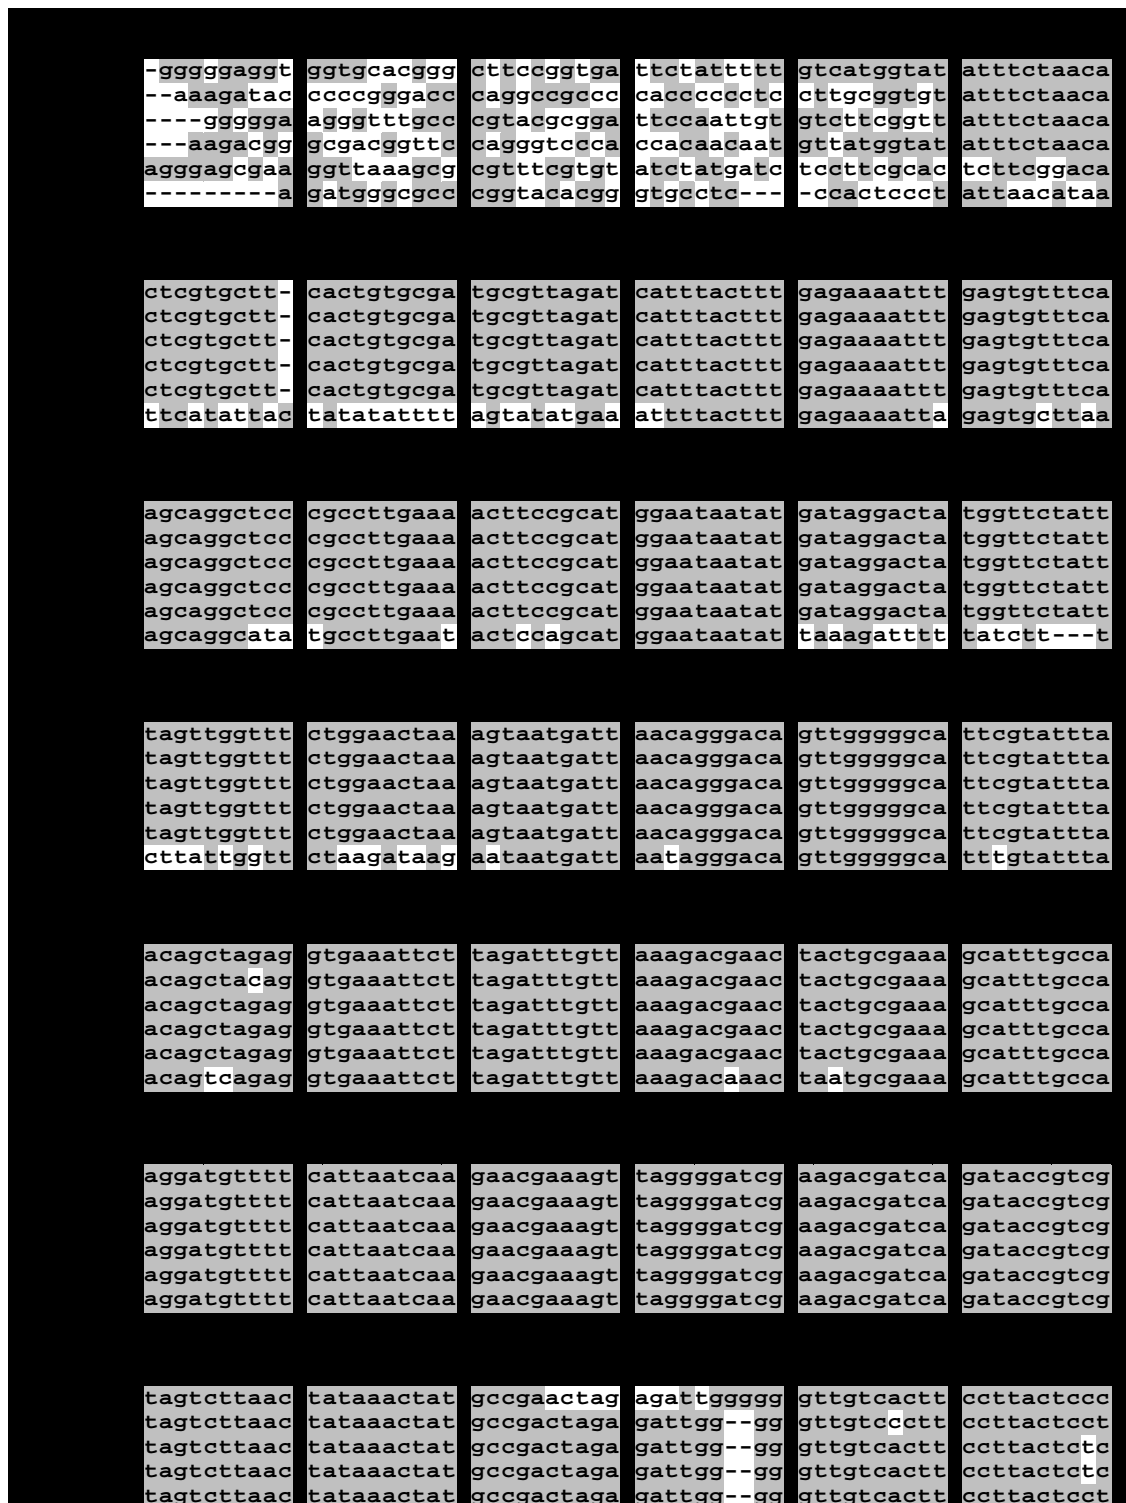 -gggggaggt ggtgcacggg cttccggtga ttctattttt gtcatggtat atttctaaca
--aaagatac ccccgggacc caggccgccc caccccctc cttgcggtgt atttctaaca
----ggggga agggtttgcc cgtacgcgga ttccaattgt gtcttcggtt atttctaaca
---aagacgg gcgacggttc cagggtccca ccacaacaat gttatggtat atttctaaca
agggagcgaa ggttaaagcg cgtttcgtgt atctatgatc tccttcgcac tcttcggaca
---------a gatgggcgcc cggtacacgg gtgcctc--- -ccactccct attaacataa
ctcgtgctt- cactgtgcga tgcgttagat catttacttt gagaaaattt gagtgtttca
ctcgtgctt- cactgtgcga tgcgttagat catttacttt gagaaaattt gagtgtttca
ctcgtgctt- cactgtgcga tgcgttagat catttacttt gagaaaattt gagtgtttca
ctcgtgctt- cactgtgcga tgcgttagat catttacttt gagaaaattt gagtgtttca
ctcgtgctt- cactgtgcga tgcgttagat catttacttt gagaaaattt gagtgtttca
ttcatattac tatatatttt agtatatgaa attttacttt gagaaaatta gagtgcttaa
agcaggctcc cgccttgaaa acttccgcat ggaataatat gataggacta tggttctatt
agcaggctcc cgccttgaaa acttccgcat ggaataatat gataggacta tggttctatt
agcaggctcc cgccttgaaa acttccgcat ggaataatat gataggacta tggttctatt
agcaggctcc cgccttgaaa acttccgcat ggaataatat gataggacta tggttctatt
agcaggctcc cgccttgaaa acttccgcat ggaataatat gataggacta tggttctatt
agcaggcata tgccttgaat actccagcat ggaataatat taaagatttt tatctt---t
tagttggttt ctggaactaa agtaatgatt aacagggaca gttgggggca ttcgtattta
tagttggttt ctggaactaa agtaatgatt aacagggaca gttgggggca ttcgtattta
tagttggttt ctggaactaa agtaatgatt aacagggaca gttgggggca ttcgtattta
tagttggttt ctggaactaa agtaatgatt aacagggaca gttgggggca ttcgtattta
tagttggttt ctggaactaa agtaatgatt aacagggaca gttgggggca ttcgtattta
cttattggtt ctaagataag aataatgatt aatagggaca gttgggggca tttgtattta
acagctagag gtgaaattct tagatttgtt aaagacgaac tactgcgaaa gcatttgcca
acagctacag gtgaaattct tagatttgtt aaagacgaac tactgcgaaa gcatttgcca
acagctagag gtgaaattct tagatttgtt aaagacgaac tactgcgaaa gcatttgcca
acagctagag gtgaaattct tagatttgtt aaagacgaac tactgcgaaa gcatttgcca
acagctagag gtgaaattct tagatttgtt aaagacgaac tactgcgaaa gcatttgcca
acagtcagag gtgaaattct tagatttgtt aaagacaaac taatgcgaaa gcatttgcca
aggatgtttt cattaatcaa gaacgaaagt taggggatcg aagacgatca gataccgtcg
aggatgtttt cattaatcaa gaacgaaagt taggggatcg aagacgatca gataccgtcg
aggatgtttt cattaatcaa gaacgaaagt taggggatcg aagacgatca gataccgtcg
aggatgtttt cattaatcaa gaacgaaagt taggggatcg aagacgatca gataccgtcg
aggatgtttt cattaatcaa gaacgaaagt taggggatcg aagacgatca gataccgtcg
aggatgtttt cattaatcaa gaacgaaagt taggggatcg aagacgatca gataccgtcg
tagtcttaac tataaactat gccgaactag agattggggg gttgtcactt ccttactccc
tagtcttaac tataaactat gccgactaga gattgg--gg gttgtcccтt ccttactcct
tagtcttaac tataaactat gccgactaga gattgg--gg gttgtcactt ccttactctc
tagtcttaac tataaactat gccgactaga gattgg--gg gttgtcactt ccttactctc
tagtcttaac tataaactat gccgactaga gattgg--gg gttgtcactt ccttactcct